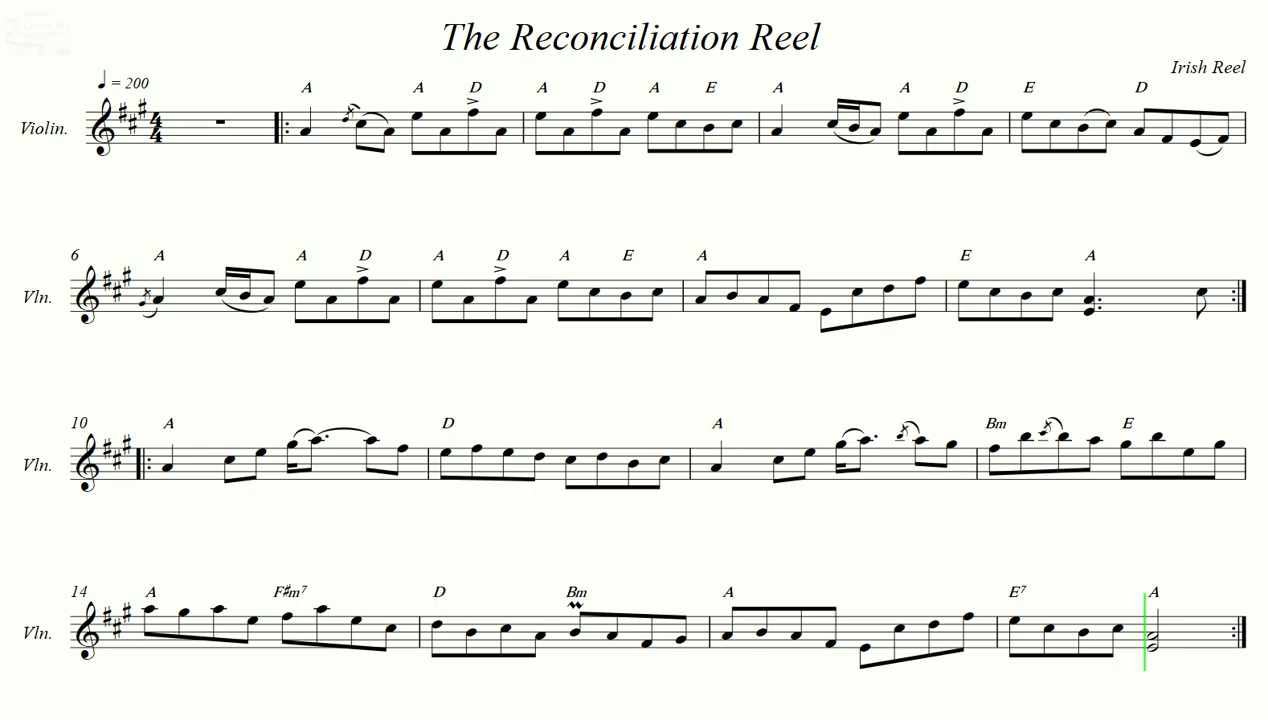 The Reconciliation Reel
Irish Reel
♩ = 200
A A D A D A E A A D E D
Violin.
6
A A D A D A E A E A
Vln.
10
A D A Bm E
Vln.
14
A F#m7 D Bm A E7 A
Vln.